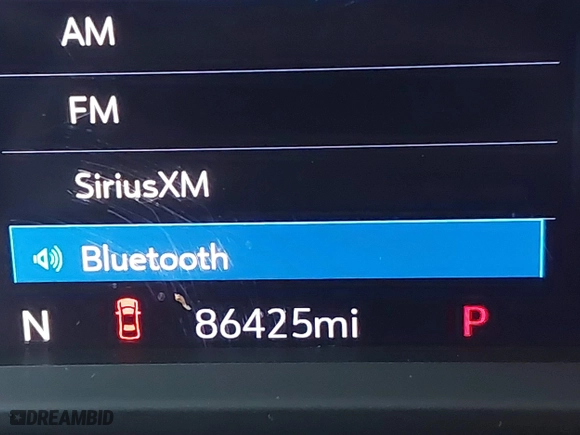 AM
FM
SiriusXM
Bluetooth
N 86425mi P
DREAMBID